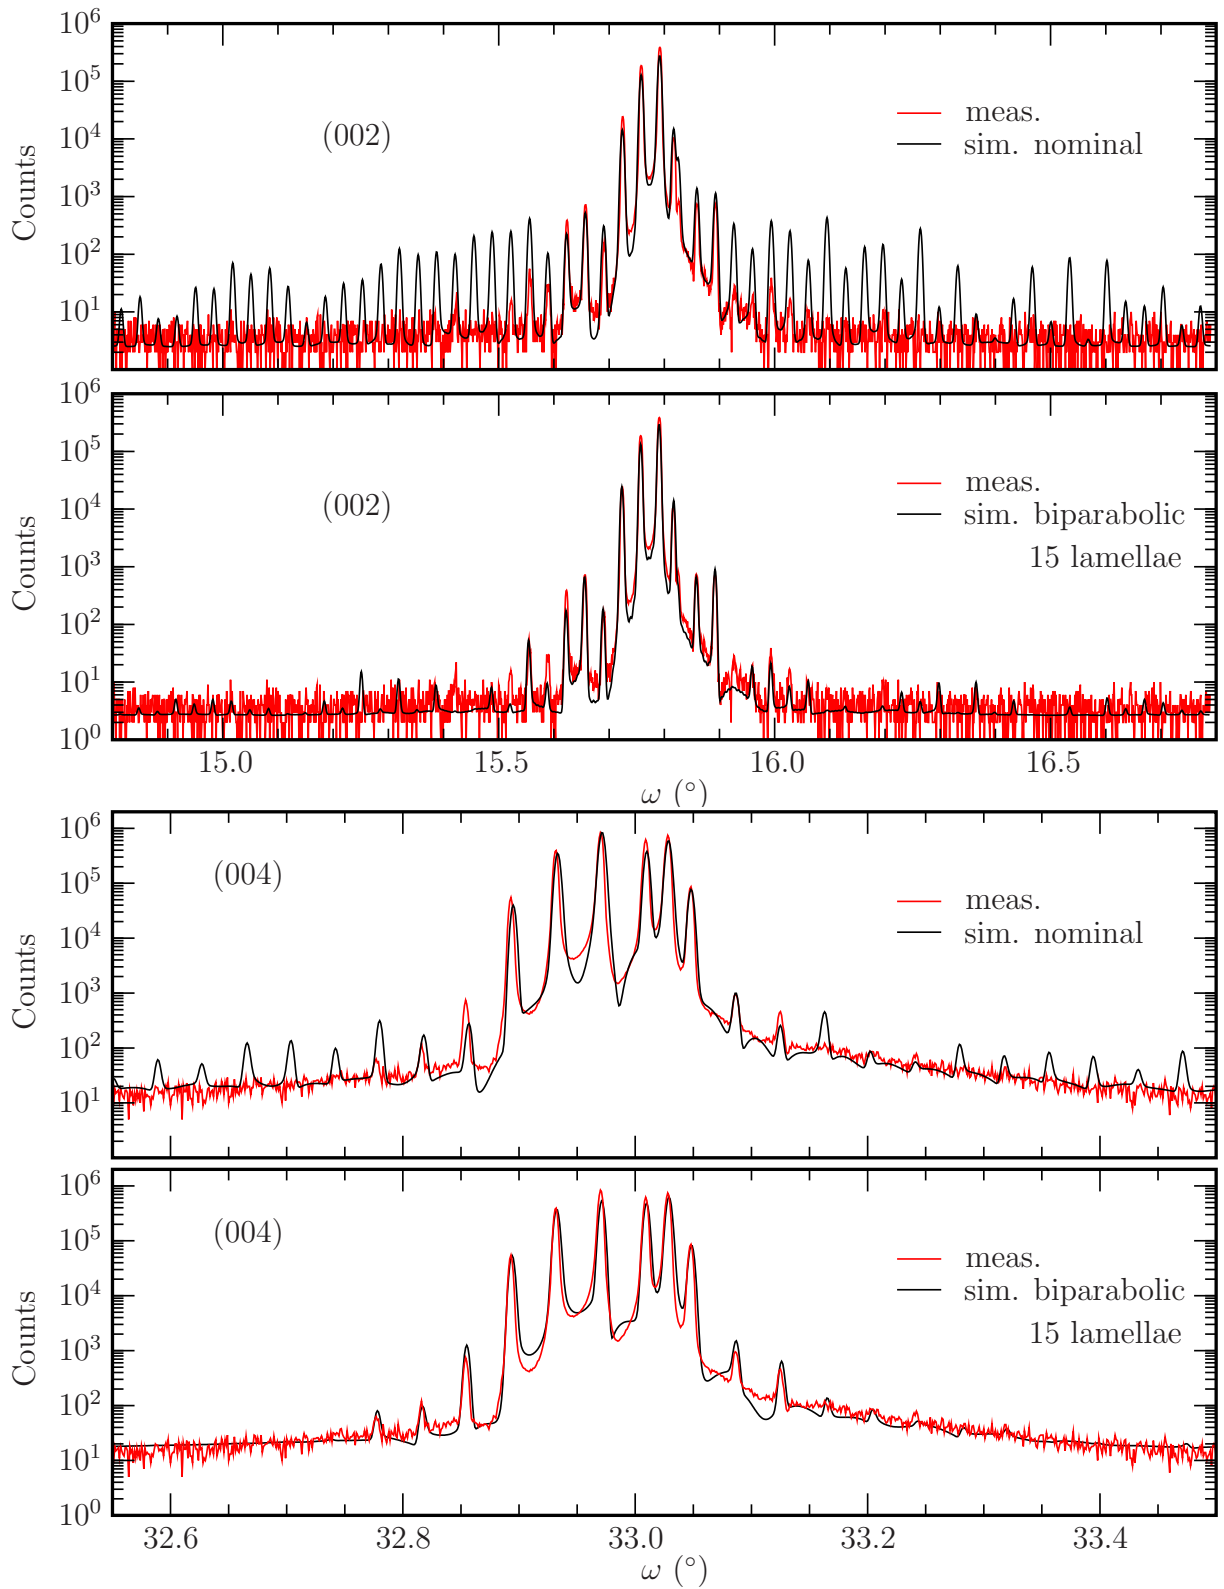 10^6
10^5
10^4
10^3
10^2
10^1
Counts
(002)
meas.
sim. nominal
10^6
10^5
10^4
10^3
10^2
10^1
10^0
Counts
(002)
meas.
sim. biparabolic
15 lamellae
15.0 15.5 16.0 16.5
ω (°)
10^6
10^5
10^4
10^3
10^2
10^1
Counts
(004)
meas.
sim. nominal
10^6
10^5
10^4
10^3
10^2
10^1
10^0
Counts
(004)
meas.
sim. biparabolic
15 lamellae
32.6 32.8 33.0 33.2 33.4
ω (°)